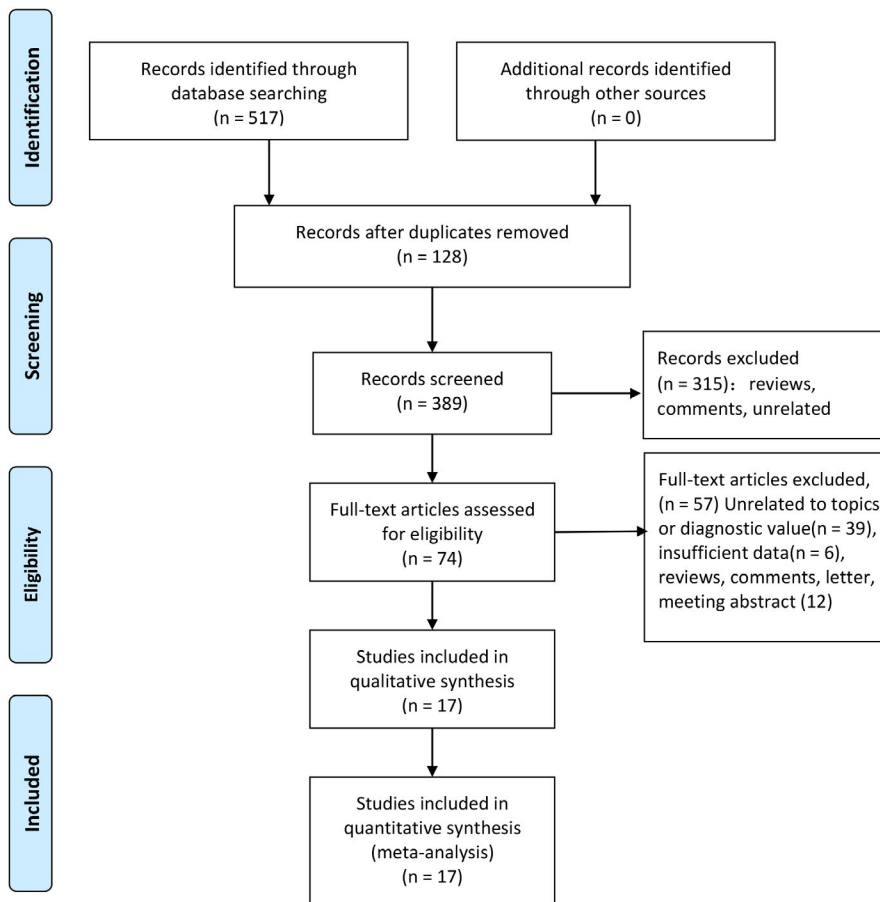 Identification
Records identified through
database searching
(n = 517)
Additional records identified
through other sources
(n = 0)
Records after duplicates removed
(n = 128)
Screening
Records screened
(n = 389)
Records excluded
(n = 315)：reviews,
comments, unrelated
Eligibility
Full-text articles assessed
for eligibility
(n = 74)
Full-text articles excluded,
(n = 57) Unrelated to topics
or diagnostic value(n = 39),
insufficient data(n = 6),
reviews, comments, letter,
meeting abstract (12)
Studies included in
qualitative synthesis
(n = 17)
Included
Studies included in
quantitative synthesis
(meta-analysis)
(n = 17)